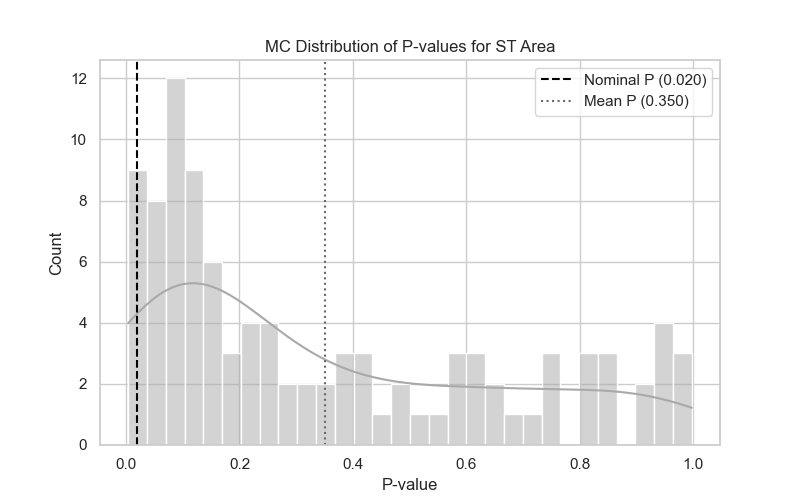 MC Distribution of P-values for ST Area
Nominal P (0.020)
Mean P (0.350)
Count
12
10
8
6
4
2
0
0.0 0.2 0.4 0.6 0.8 1.0
P-value